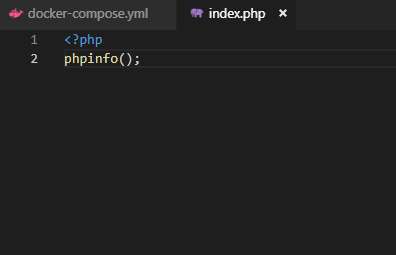 docker-compose.yml index.php ×
1 <?php
2 phpinfo();